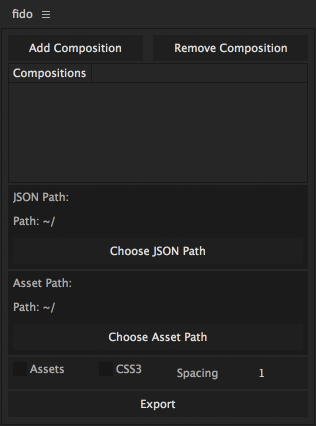 fido
Add Composition Remove Composition
Compositions
JSON Path:
Path: ~/
Choose JSON Path
Asset Path:
Path: ~/
Choose Asset Path
Assets CSS3 Spacing 1
Export